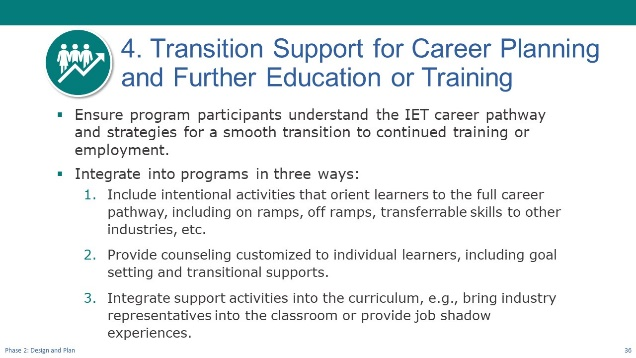 4. Transition Support for Career Planning
and Further Education or Training
▪ Ensure program participants understand the IET career pathway
and strategies for a smooth transition to continued training or
employment.
▪ Integrate into programs in three ways:
1. Include intentional activities that orient learners to the full career
pathway, including on ramps, off ramps, transferrable skills to other
industries, etc.
2. Provide counseling customized to individual learners, including goal
setting and transitional supports.
3. Integrate support activities into the curriculum, e.g., bring industry
representatives into the classroom or provide job shadow
experiences.
Phase 2: Design and Plan
36